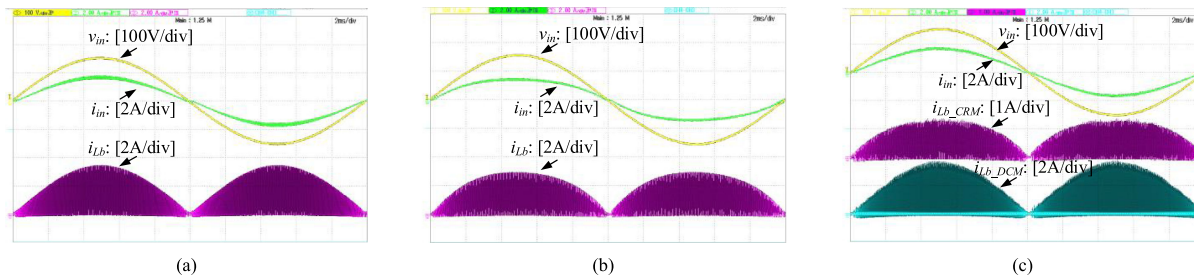 Main : 1.25 M
2ms/div
v_in: [100V/div]
i_in: [2A/div]
i_Lb: [2A/div]
(a)
Main : 1.25 M
2ms/div
v_in: [100V/div]
i_in: [2A/div]
i_Lb: [2A/div]
(b)
Main : 1.25 M
2ms/div
v_in: [100V/div]
i_in: [2A/div]
i_Lb_CRM: [1A/div]
i_Lb_DCM: [2A/div]
(c)